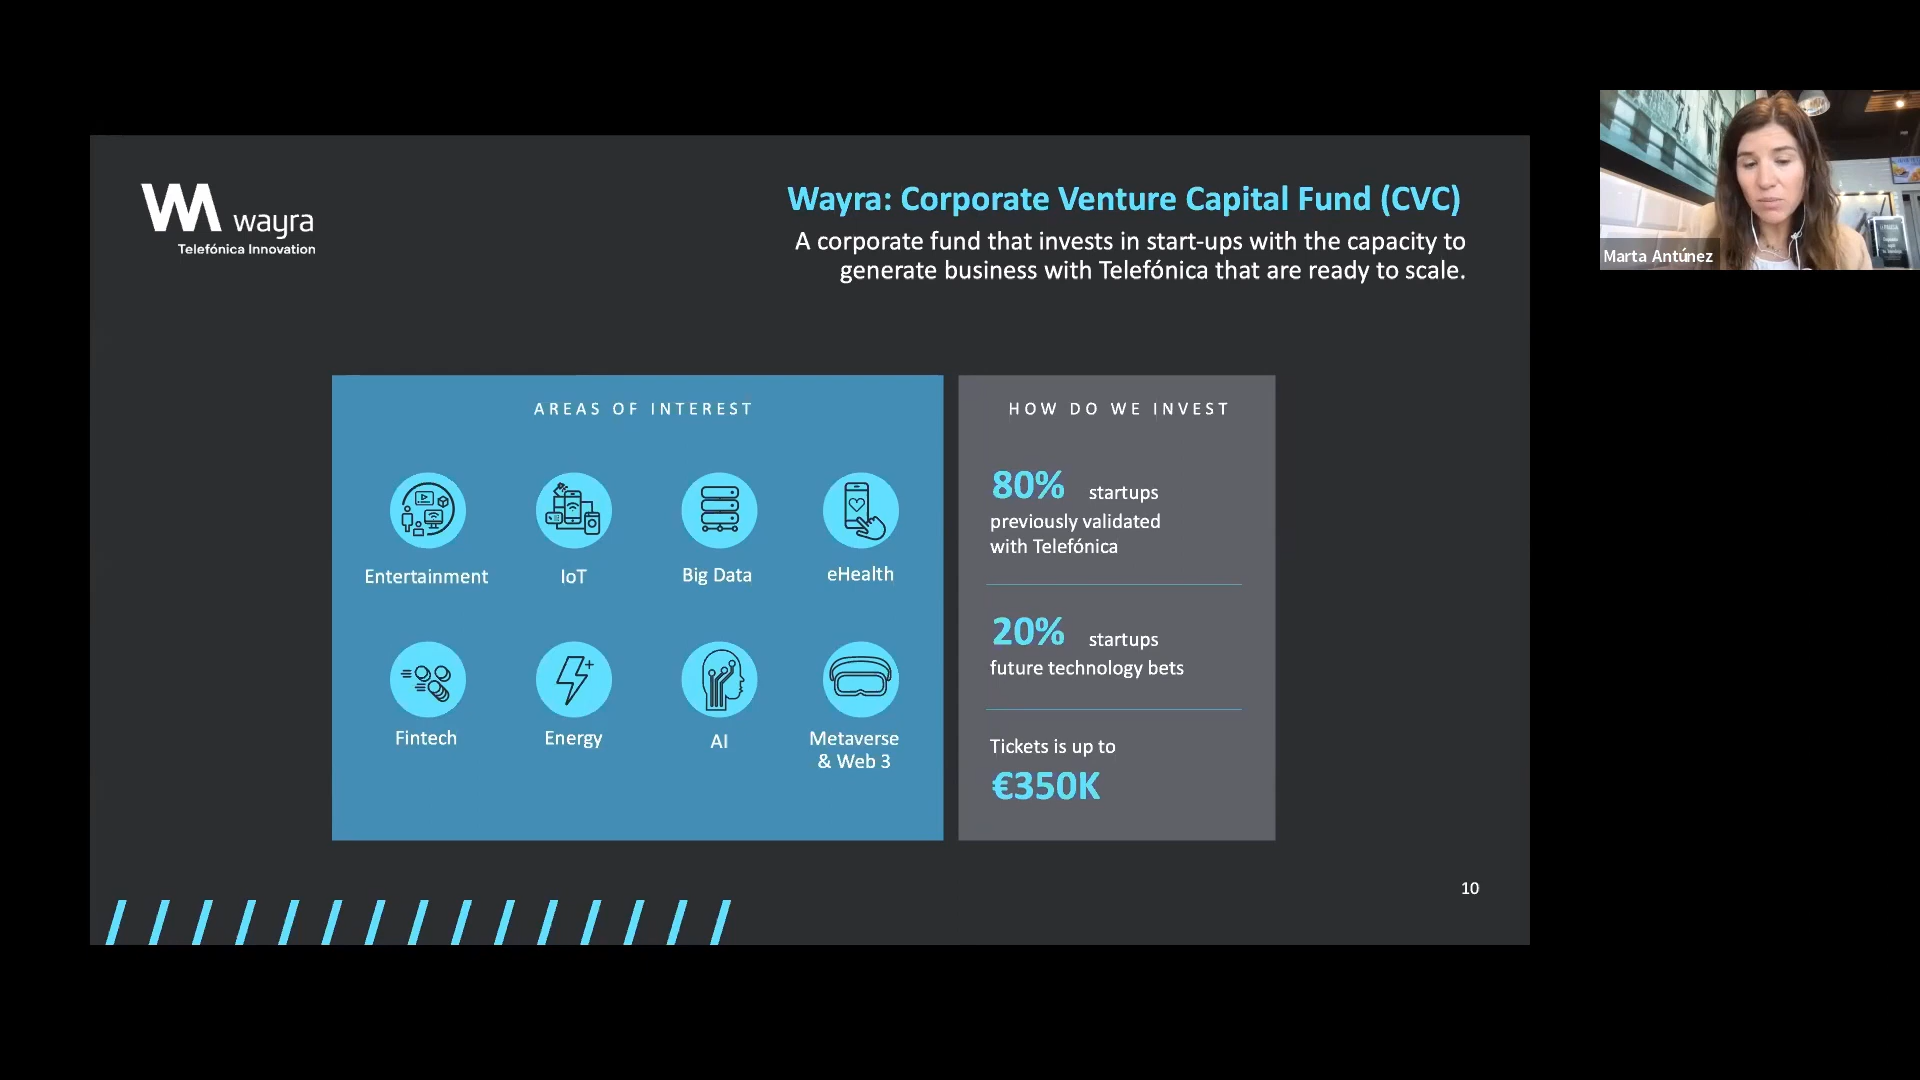 wayra
Telefónica Innovation
Wayra: Corporate Venture Capital Fund (CVC)
A corporate fund that invests in start-ups with the capacity to
generate business with Telefónica that are ready to scale.
Marta Antúnez
AREAS OF INTEREST
Entertainment
IoT
Big Data
eHealth
Fintech
Energy
AI
Metaverse
& Web 3
HOW DO WE INVEST
80% startups
previously validated
with Telefónica
20% startups
future technology bets
Tickets is up to
€350K
10